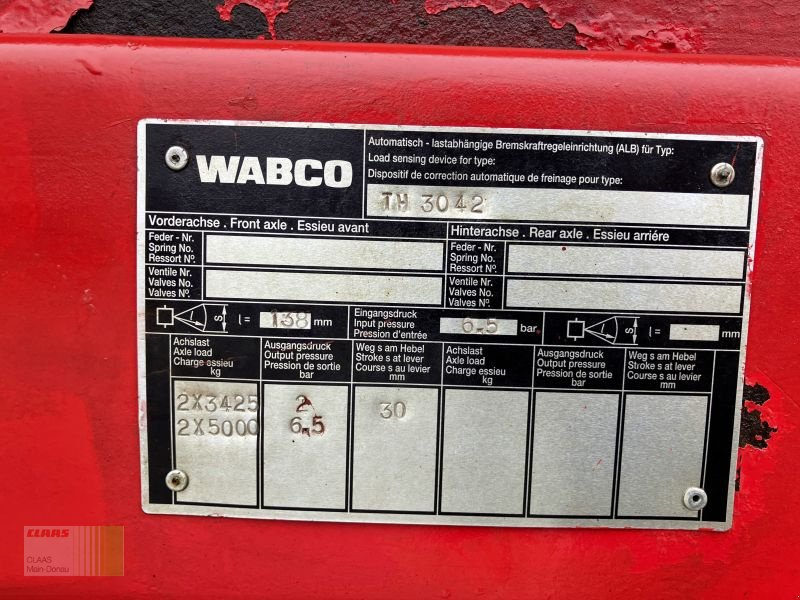 WABCO
Automatisch - lastabhängige Bremskraftregeleinrichtung (ALB) für Typ:
Load sensing device for type:
Dispositif de correction automatique de freinage pour type:
TH 3042
Vorderachse . Front axle . Essieu avant
Hinterachse . Rear axle . Essieu arriére
Feder - Nr.
Spring No.
Ressort Nº.
Feder - Nr.
Spring No.
Ressort Nº.
Ventile Nr.
Valves No.
Valves Nº.
Ventile Nr.
Valves No.
Valves Nº.
s l = 138 mm
Eingangsdruck
Input pressure
Pression d'entrée
6.5 bar
s l = mm
Achslast
Axle load
Charge essieu
kg
Ausgangsdruck
Output pressure
Pression de sortie
bar
Weg s am Hebel
Stroke s at lever
Course s au levier
mm
Achslast
Axle load
Charge essieu
kg
Ausgangsdruck
Output pressure
Pression de sortie
bar
Weg s am Hebel
Stroke s at lever
Course s au levier
mm
2X3425 2 30
2X5000 6.5
CLAAS
CLAAS
Main-Donau